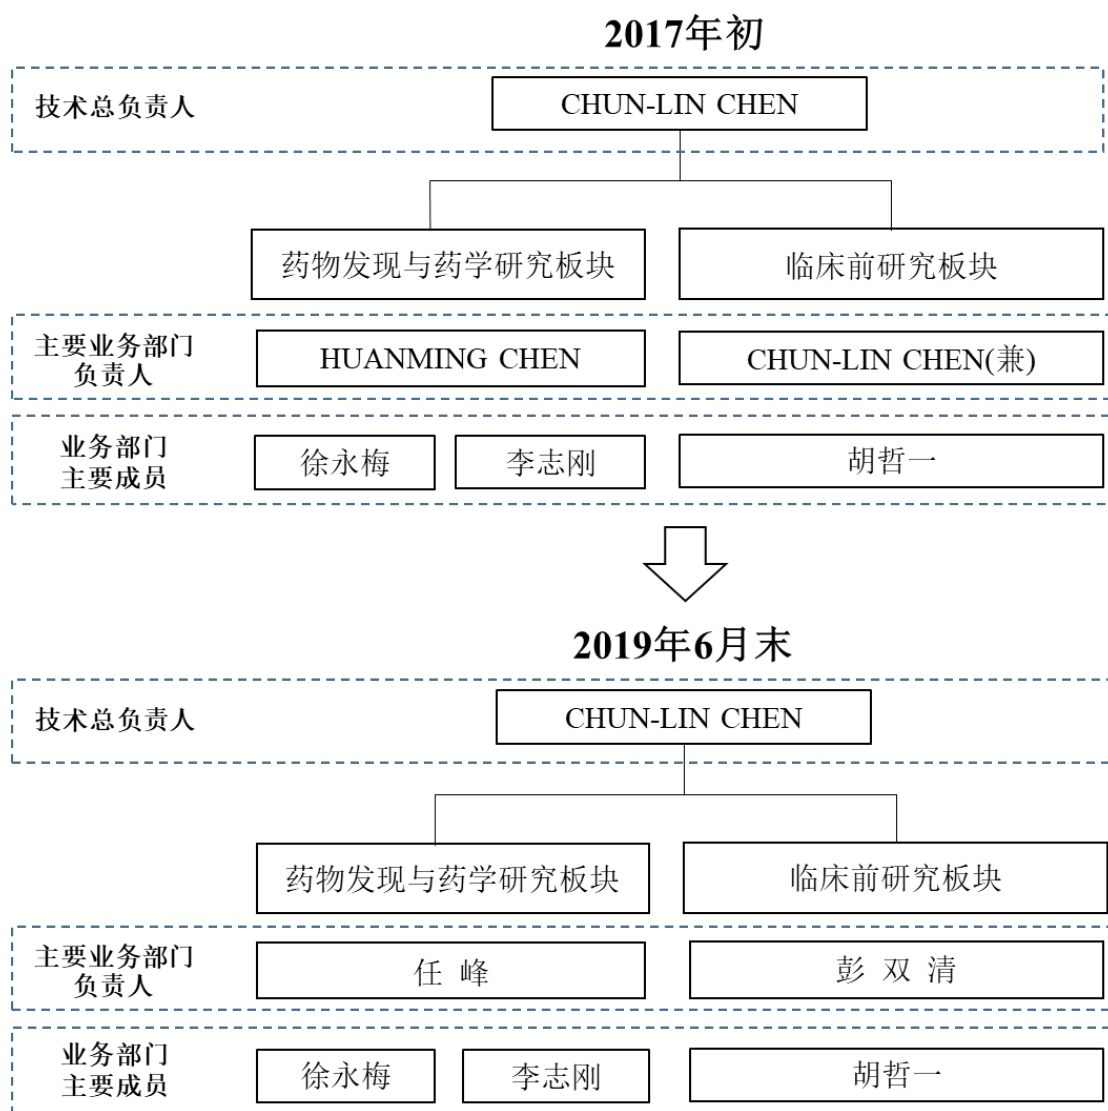 2017年初
技术总负责人
CHUN-LIN CHEN
药物发现与药学研究板块
临床前研究板块
主要业务部门
负责人
HUANMING CHEN
CHUN-LIN CHEN(兼)
业务部门
主要成员
徐永梅
李志刚
胡哲一
2019年6月末
技术总负责人
CHUN-LIN CHEN
药物发现与药学研究板块
临床前研究板块
主要业务部门
负责人
任 峰
彭 双 清
业务部门
主要成员
徐永梅
李志刚
胡哲一